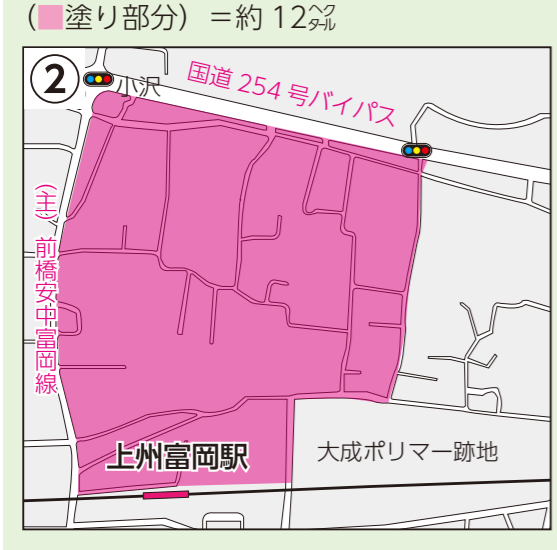 （■塗り部分）＝約 12㌶
②
小沢
国道 254 号バイパス
（主）前橋安中富岡線
上州富岡駅
大成ポリマー跡地